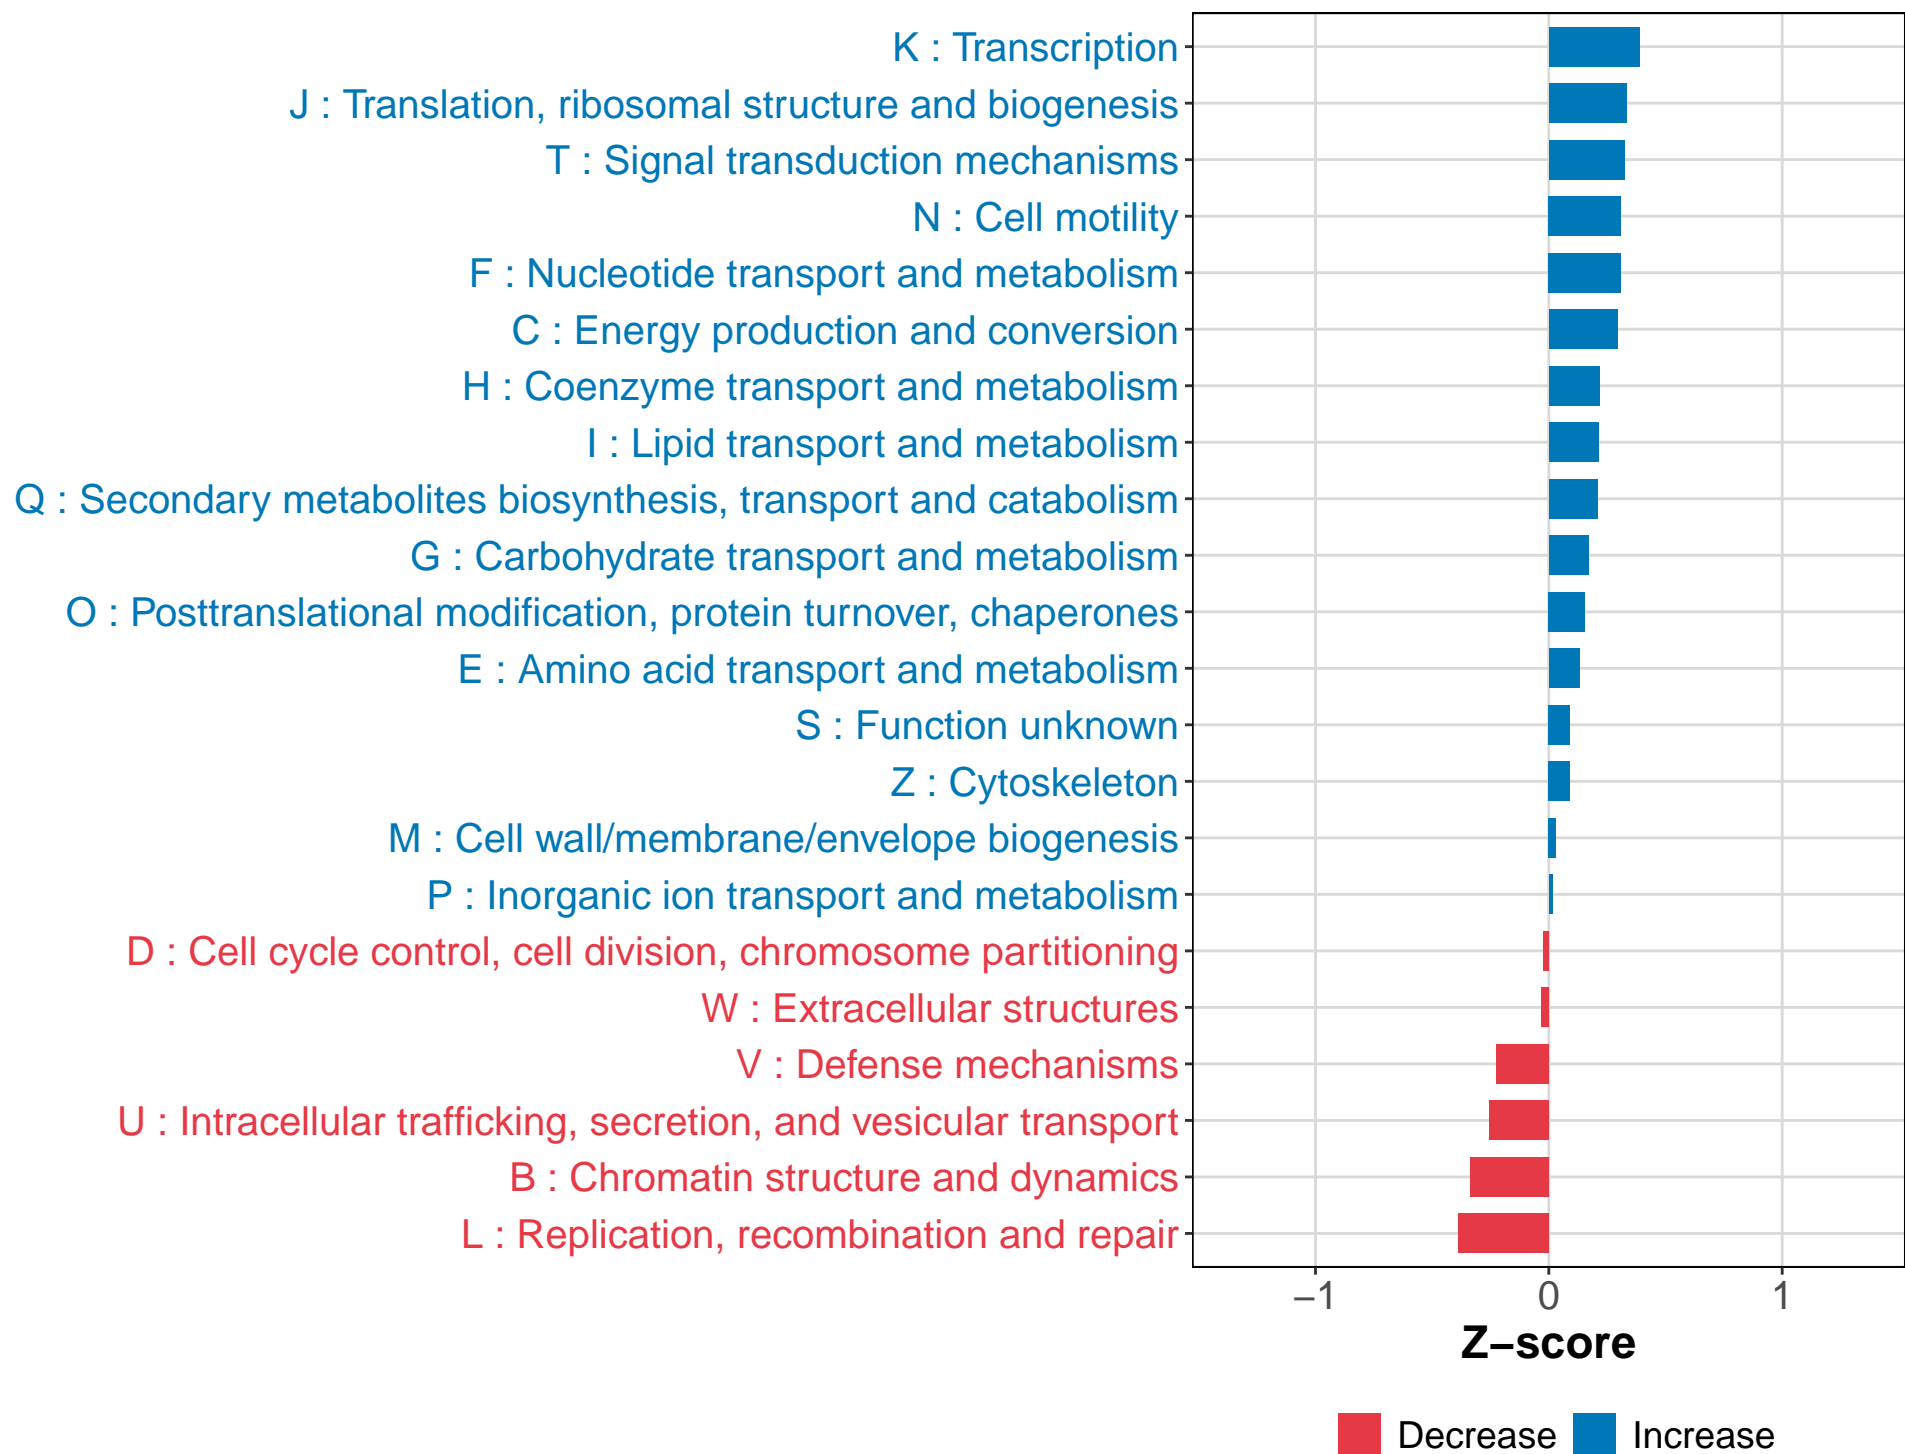 K : Transcription
J : Translation, ribosomal structure and biogenesis
T : Signal transduction mechanisms
N : Cell motility
F : Nucleotide transport and metabolism
C : Energy production and conversion
H : Coenzyme transport and metabolism
I : Lipid transport and metabolism
Q : Secondary metabolites biosynthesis, transport and catabolism
G : Carbohydrate transport and metabolism
O : Posttranslational modification, protein turnover, chaperones
E : Amino acid transport and metabolism
S : Function unknown
Z : Cytoskeleton
M : Cell wall/membrane/envelope biogenesis
P : Inorganic ion transport and metabolism
D : Cell cycle control, cell division, chromosome partitioning
W : Extracellular structures
V : Defense mechanisms
U : Intracellular trafficking, secretion, and vesicular transport
B : Chromatin structure and dynamics
L : Replication, recombination and repair
−1 0 1
Z−score
Decrease Increase